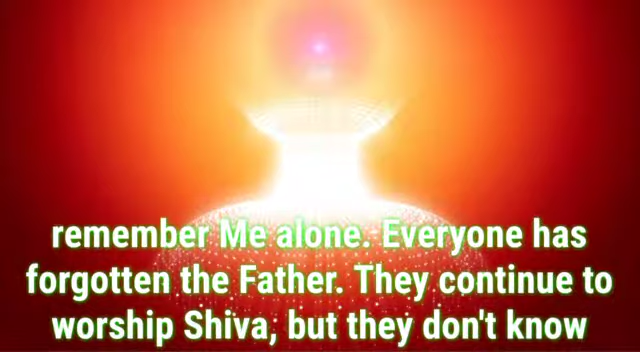 remember Me alone. Everyone has
forgotten the Father. They continue to
worship Shiva, but they don't know